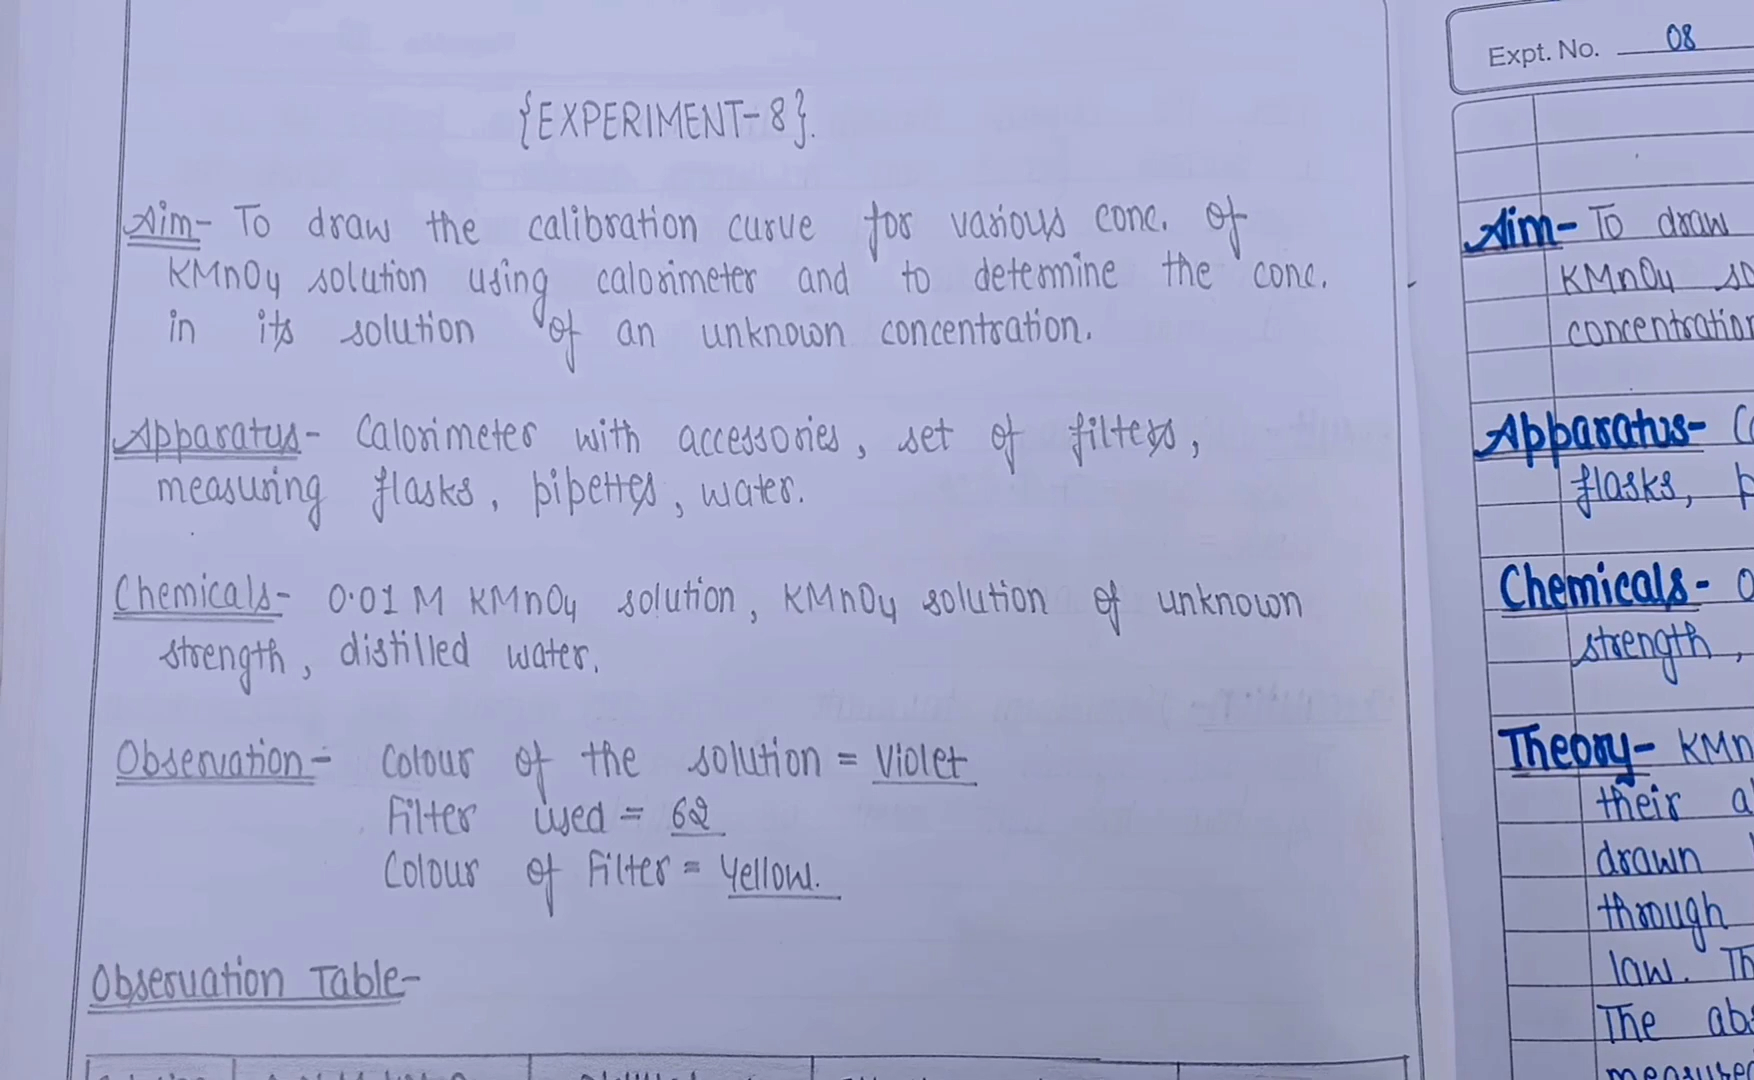 {EXPERIMENT-8}.
Aim- To draw the calibration curve for various conc. of
KMnO4 solution using calorimeter and to determine the conc.
in its solution of an unknown concentration.
Apparatus- Calorimeter with accessories, set of filters,
measuring flasks, pipettes, water.
Chemicals- 0.01 M KMnO4 solution, KMnO4 solution of unknown
strength, distilled water.
Observation- Colour of the solution = Violet
Filter used = 62
Colour of Filter = Yellow.
Observation Table-
Expt. No. 08
Aim- To draw
KMnO4
Apparatus-
flasks,
Chemicals-
strength,
Theory-
their
drawn
through
law.
The